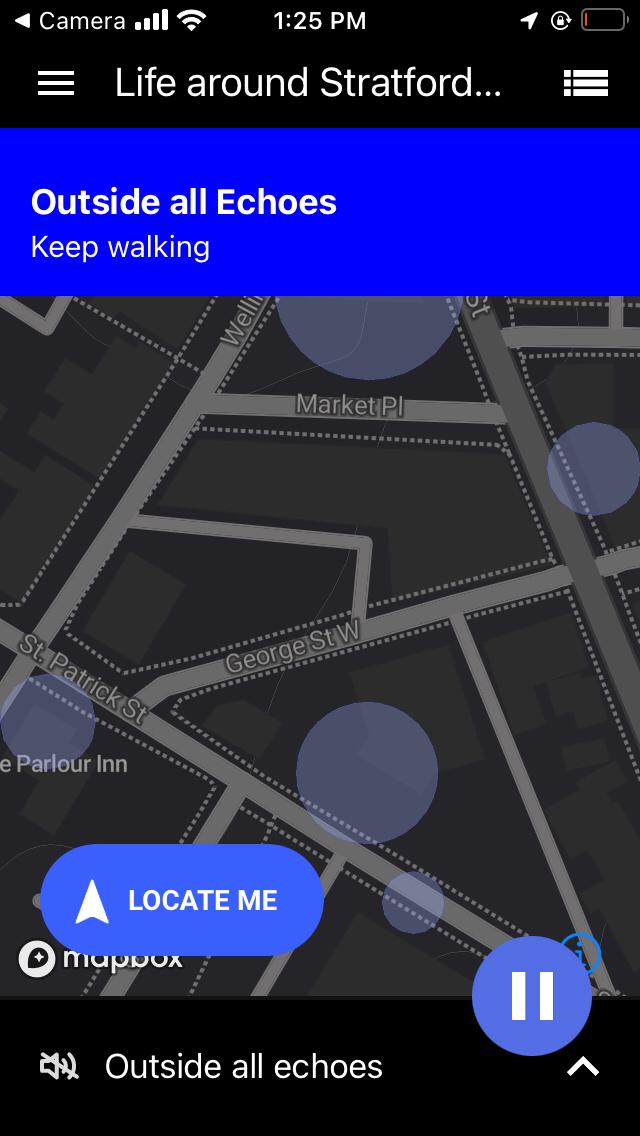 Camera
1:25 PM
Life around Stratford...
Outside all Echoes
Keep walking
St
Market Pl
George St W
St. Patrick St
e Parlour Inn
LOCATE ME
mapbox
Outside all echoes